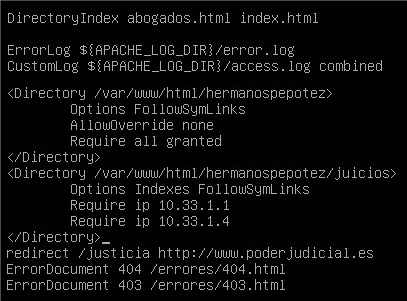 DirectoryIndex abogados.html index.html
ErrorLog ${APACHE_LOG_DIR}/error.log
CustomLog ${APACHE_LOG_DIR}/access.log combined
<Directory /var/www/html/hermanospepotez>
Options FollowSymLinks
AllowOverride none
Require all granted
</Directory>
<Directory /var/www/html/hermospepotez/juicios>
Options Indexes FollowSymLinks
Require ip 10.33.1.1
Require ip 10.33.1.4
</Directory>_
redirect /justicia http://www.poderjudicial.es
ErrorDocument 404 /errores/404.html
ErrorDocument 403 /errores/403.html